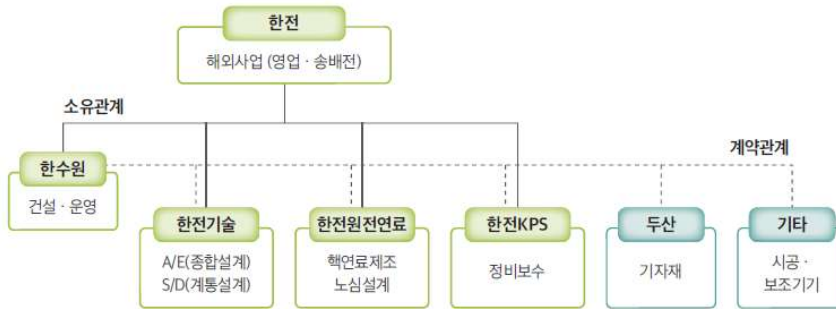 한전
해외사업 (영업 · 송배전)
소유관계
계약관계
한수원
건설 · 운영
한전기술
A/E(종합설계)
S/D(계통설계)
한전원전연료
핵연료제조
노심설계
한전KPS
정비보수
두산
기자재
기타
시공 ·
보조기기